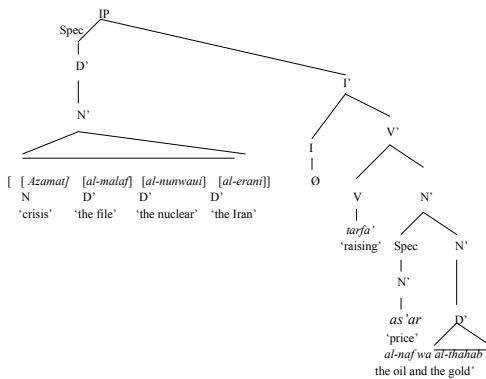 IP
Spec
D’
I’
N’
V’
I
[ [ Azamat] [al-malaf] [al-nunwaui] [al-erani]]
Ø
V
N’
N D’ D’ D’
‘crisis’ ‘the file’ ‘the nuclear’ ‘the Iran’
tarfa’
‘raising’
Spec
N’
N’
as’ar
D’
‘price’
al-naf wa al-thahab
the oil and the gold’